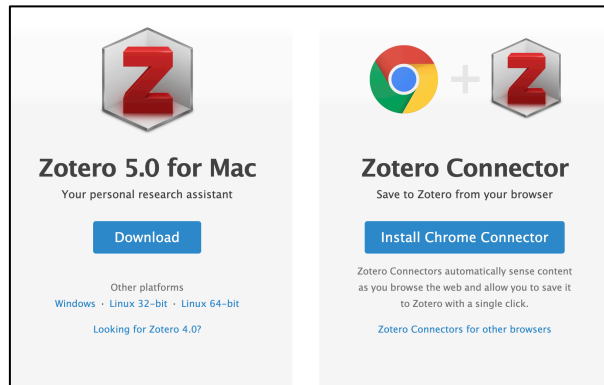 Zotero 5.0 for Mac
Your personal research assistant
Download
Other platforms
Windows · Linux 32-bit · Linux 64-bit
Looking for Zotero 4.0?
Zotero Connector
Save to Zotero from your browser
Install Chrome Connector
Zotero Connectors automatically sense content
as you browse the web and allow you to save it
to Zotero with a single click.
Zotero Connectors for other browsers